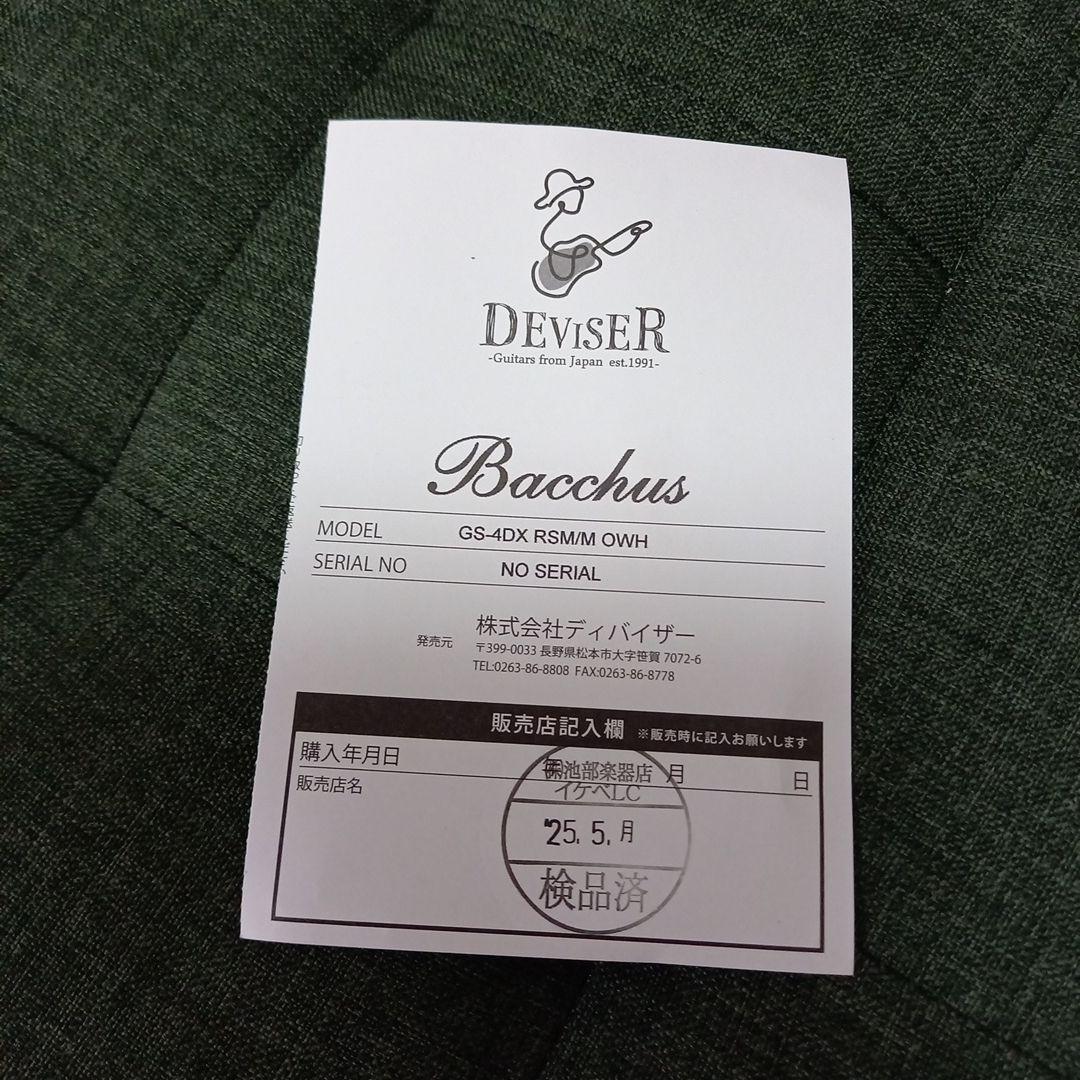 DEVISER
-Guitars from Japan est.1991-
Bacchus
MODEL GS-4DX RSM/M OWH
SERIAL NO NO SERIAL
発売元 株式会社ディバイザー
〒399-0033 長野県松本市大字笹賀 7072-6
TEL:0263-86-8808 FAX:0263-86-8778
販売店記入欄 ※販売時に記入お願いします
購入年月日 年 月 日
販売店名
㈱池部楽器店
イケベLC
'25. 5. 月
検品済